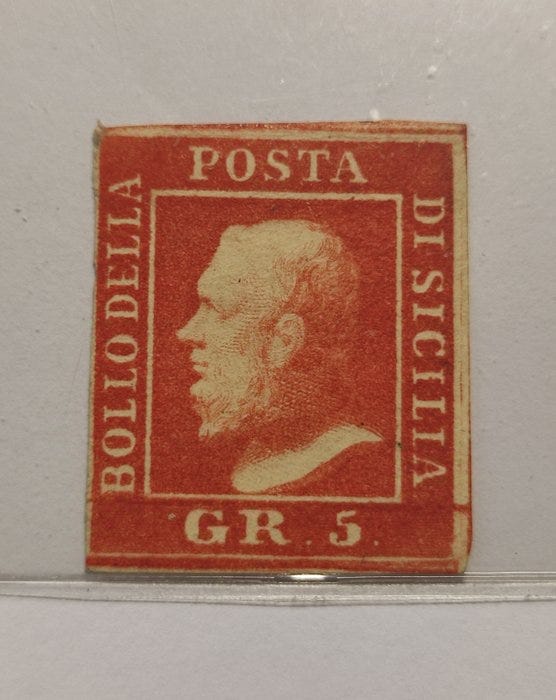 BOLLO DELLA
POSTA
DI SICILIA
GR. 5.